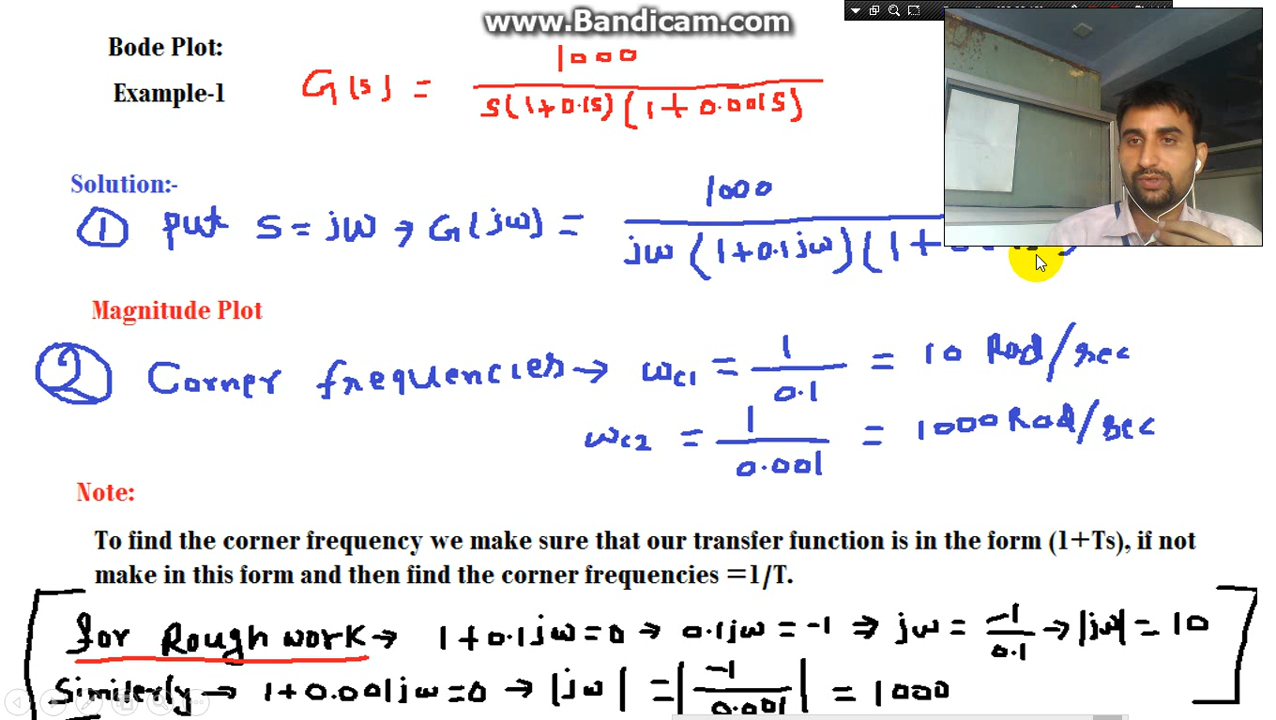 www.Bandicam.com
Bode Plot:
Example-1
G(s) = 1000 / s(1+0.1s)(1+0.001s)
Solution:-
① put s = jω → G(jω) = 1000 / jω(1+0.1jω)(1+
Magnitude Plot
② Corner frequencies → ωc1 = 1/0.1 = 10 Rad/sec
ωc2 = 1/0.001 = 1000 Rad/sec
Note:
To find the corner frequency we make sure that our transfer function is in the form (1+Ts), if not
make in this form and then find the corner frequencies =1/T.
for Rough work → 1+0.1jω=0 → 0.1jω = -1 ⇒ jω = -1/0.1 → |jω| = 10
Similerly → 1+0.001jω=0 → |jω| = |-1/0.001| = 1000